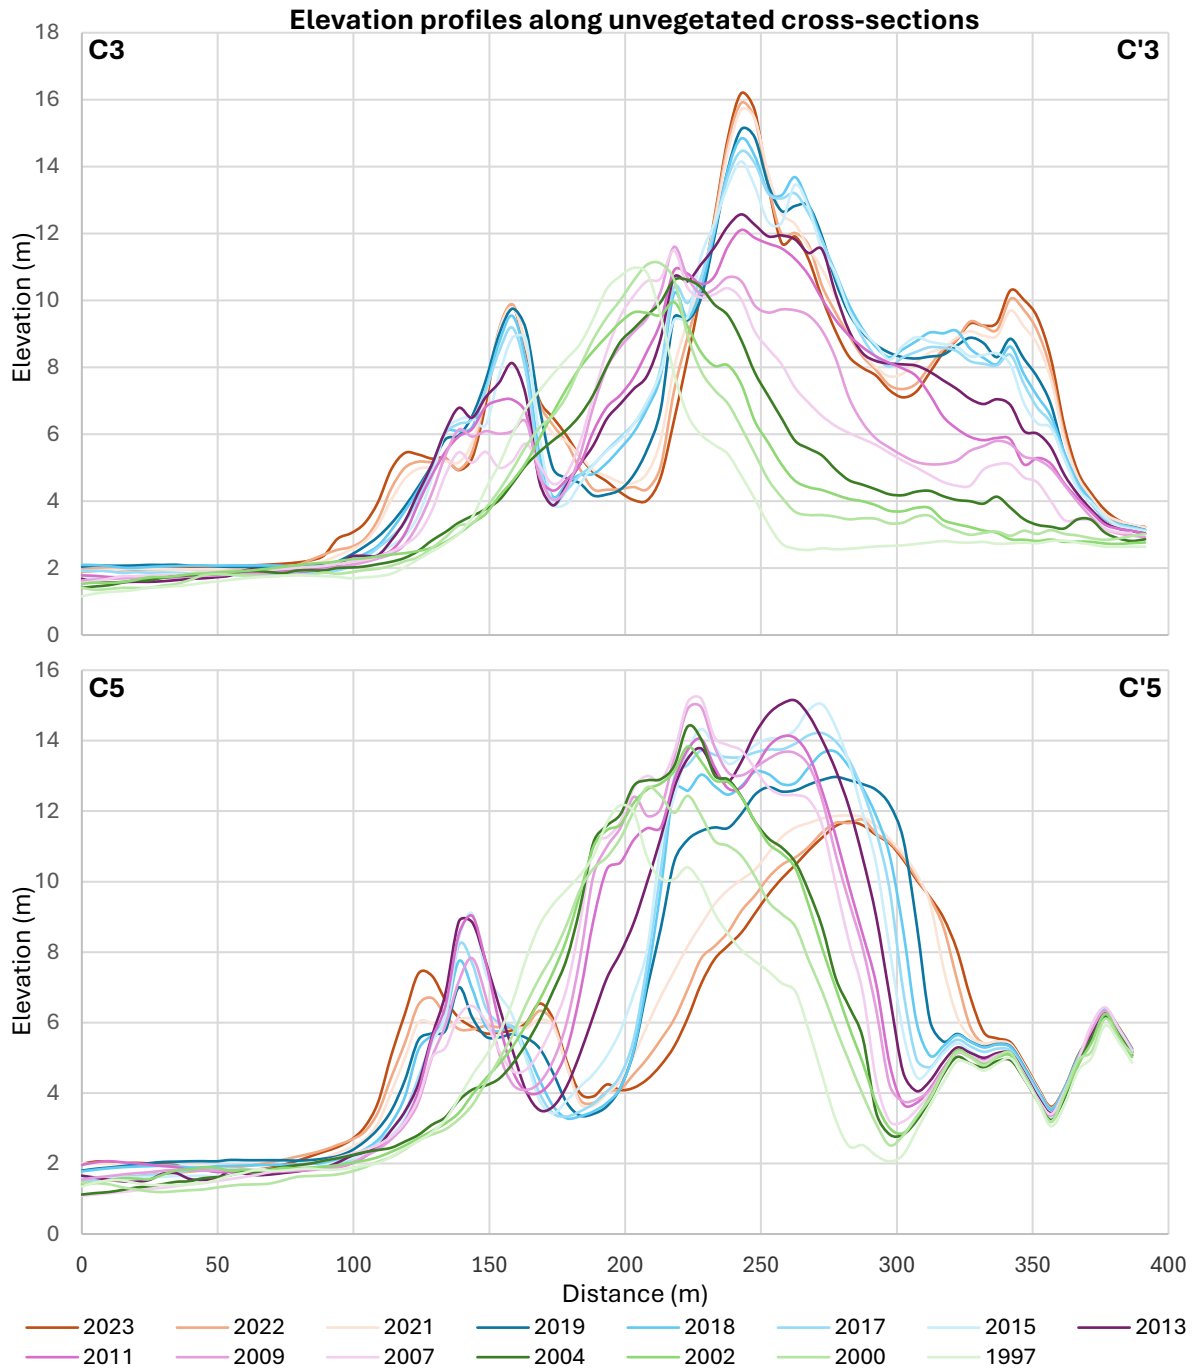 Elevation profiles along unvegetated cross-sections
18
C3 C'3
16
14
12
10
8
6
4
2
0
Elevation (m)
16
C5 C'5
14
12
10
8
6
4
2
0
Elevation (m)
0 50 100 150 200 250 300 350 400
Distance (m)
2023 2022 2021 2019 2018 2017 2015 2013
2011 2009 2007 2004 2002 2000 1997